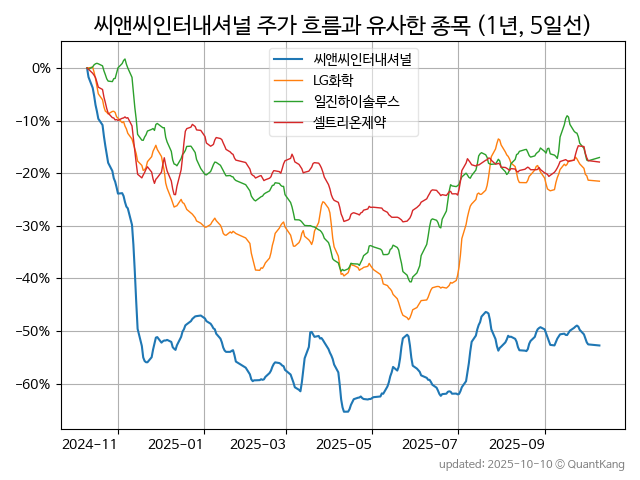 씨앤씨인터내셔널 주가 흐름과 유사한 종목 (1년, 5일선)
씨앤씨인터내셔널
LG화학
일진하이솔루스
셀트리온제약
0%
−10%
−20%
−30%
−40%
−50%
−60%
2024-11
2025-01
2025-03
2025-05
2025-07
2025-09
updated: 2025-10-10 © QuantKang